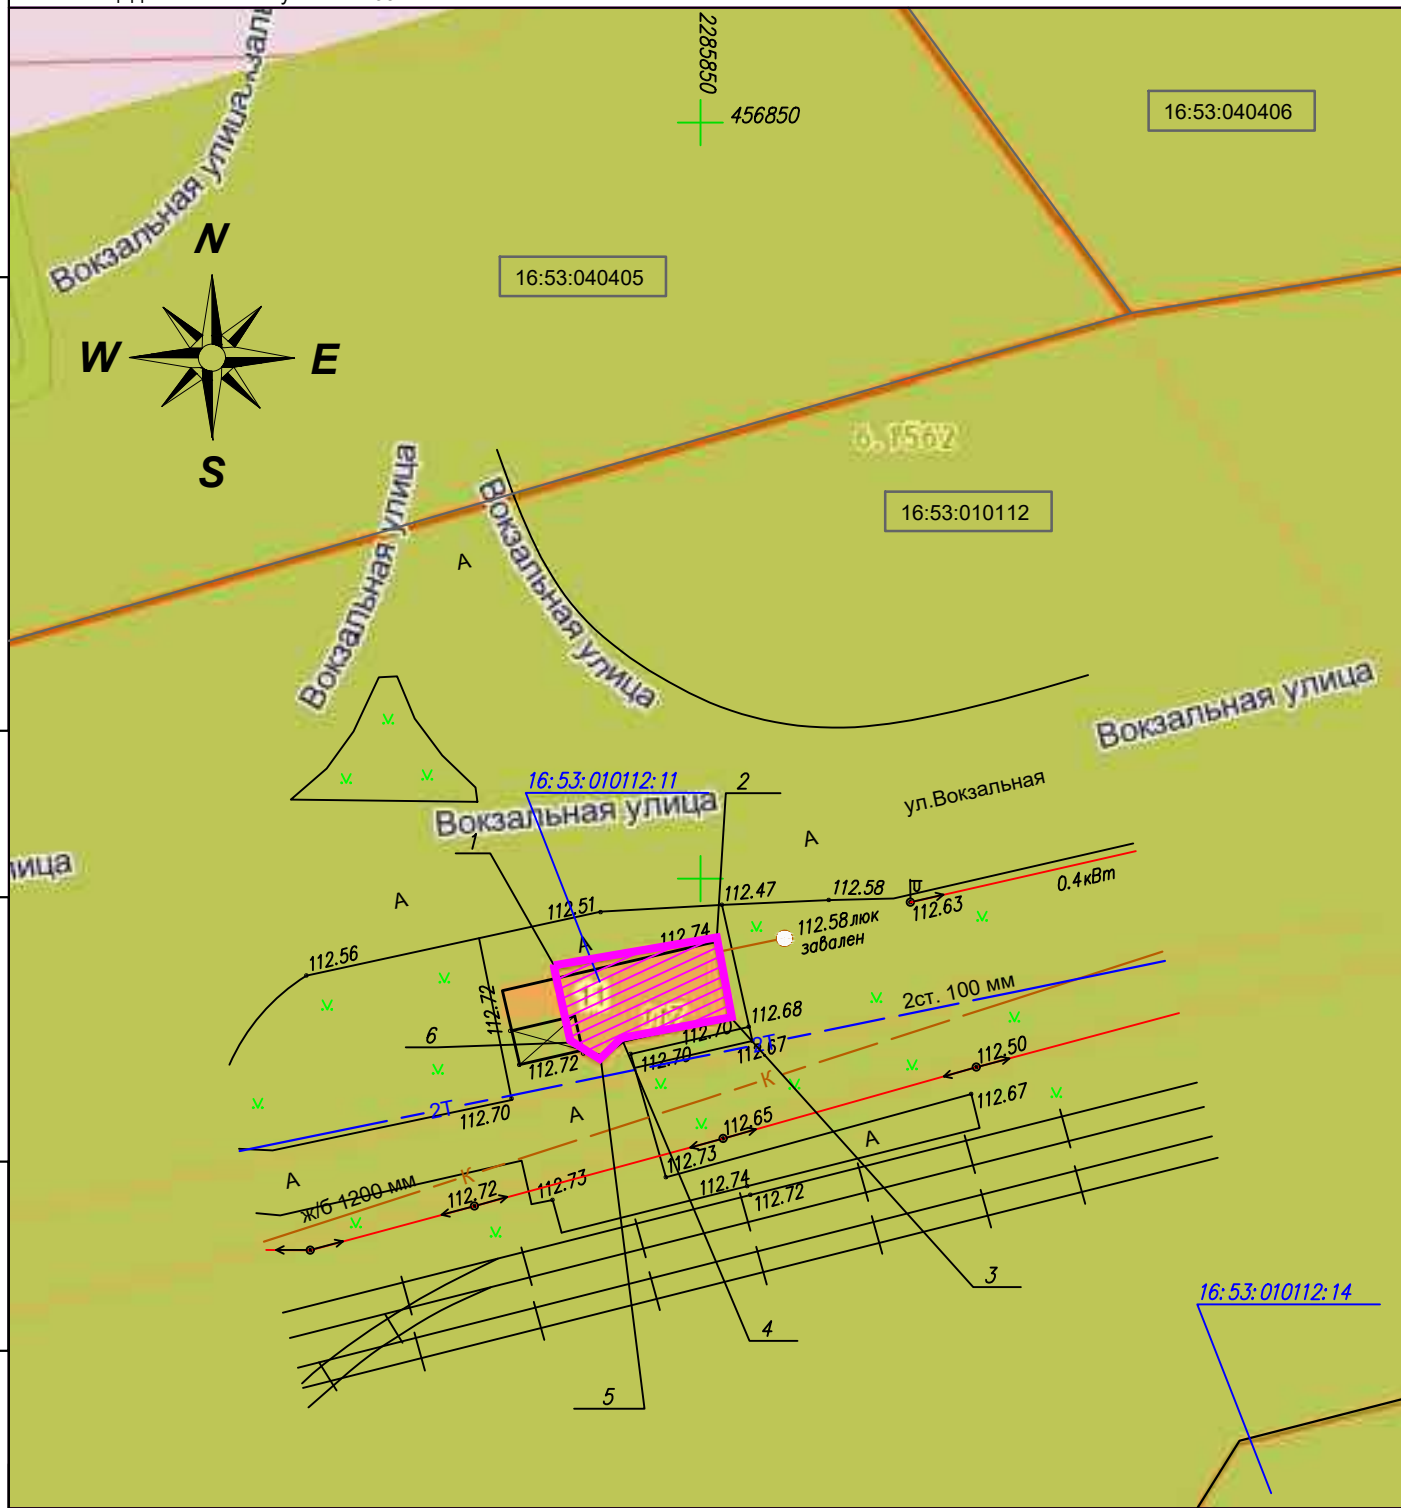 2285850
456850
16:53:040406
Вокзальная улица
N
16:53:040405
W
E
S
Вокзальная улица
Вокзальная улица
16:53:010112
А
Вокзальная улица
16:53:010112:11
2
ул.Вокзальная
Вокзальная улица
1
А
0.4кВт
А
112.51
112.47
112.58
112.63
112.58люк
завален
112.56
А
112.74
112.72
2ст. 100 мм
6
112.68
112.70
2Т
112.67
112.72
112.70
112.50
К
2Т
112.70
А
112.65
112.67
А
А
112.73
К
ж/б 1200 мм
112.72
112.73
112.74
112.72
3
16:53:010112:14
4
5